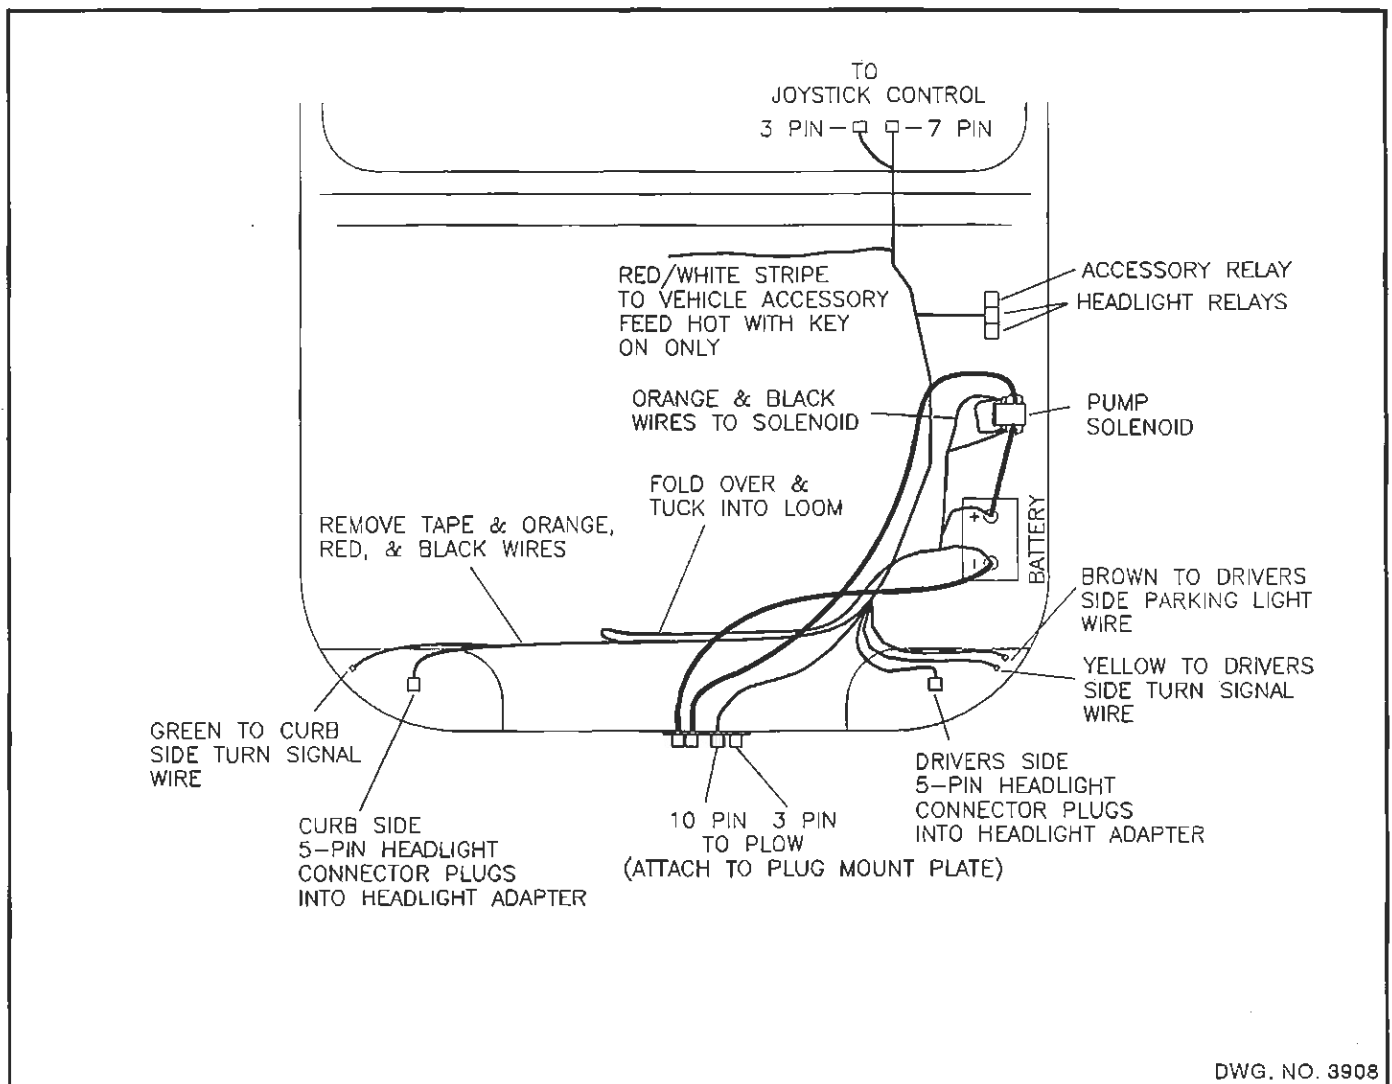 TO
JOYSTICK CONTROL
3 PIN
7 PIN
RED/WHITE STRIPE
TO VEHICLE ACCESSORY
FEED HOT WITH KEY
ON ONLY
ACCESSORY RELAY
HEADLIGHT RELAYS
ORANGE & BLACK
WIRES TO SOLENOID
PUMP
SOLENOID
FOLD OVER &
TUCK INTO LOOM
REMOVE TAPE & ORANGE,
RED, & BLACK WIRES
+
-
BATTERY
BROWN TO DRIVERS
SIDE PARKING LIGHT
WIRE
YELLOW TO DRIVERS
SIDE TURN SIGNAL
WIRE
GREEN TO CURB
SIDE TURN SIGNAL
WIRE
DRIVERS SIDE
5-PIN HEADLIGHT
CONNECTOR PLUGS
INTO HEADLIGHT ADAPTER
CURB SIDE
5-PIN HEADLIGHT
CONNECTOR PLUGS
INTO HEADLIGHT ADAPTER
10 PIN 3 PIN
TO PLOW
(ATTACH TO PLUG MOUNT PLATE)
DWG. NO. 3908